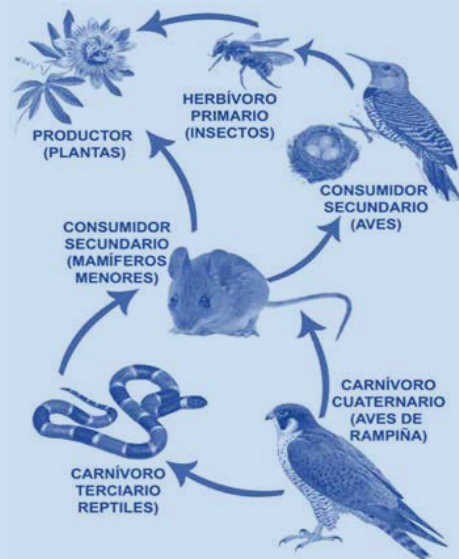 HERBÍVORO
PRIMARIO
(INSECTOS)
PRODUCTOR
(PLANTAS)
CONSUMIDOR
SECUNDARIO
(AVES)
CONSUMIDOR
SECUNDARIO
(MAMÍFEROS
MENORES)
CARNÍVORO
CUATERNARIO
(AVES DE
RAMPIÑA)
CARNÍVORO
TERCIARIO
REPTILES)